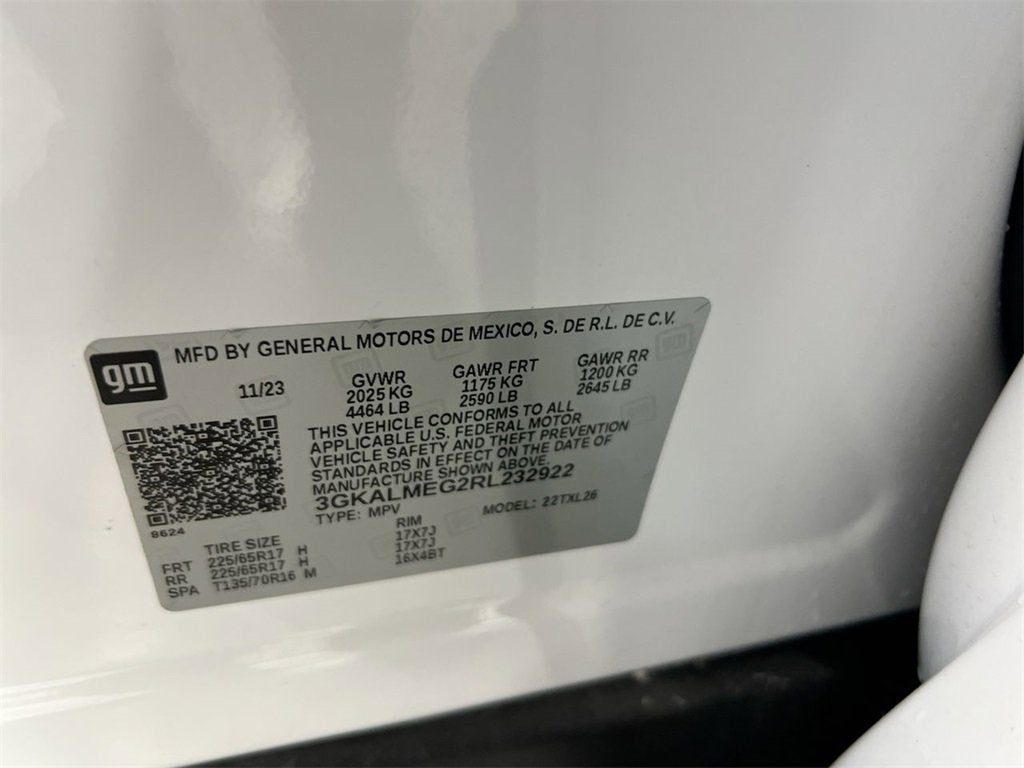 gm
MFD BY GENERAL MOTORS DE MEXICO, S. DE R.L. DE C.V.
11/23 GVWR GAWR FRT GAWR RR
2025 KG 1175 KG 1200 KG
4464 LB 2590 LB 2645 LB
THIS VEHICLE CONFORMS TO ALL
APPLICABLE U.S. FEDERAL MOTOR
VEHICLE SAFETY AND THEFT PREVENTION
STANDARDS IN EFFECT ON THE DATE OF
MANUFACTURE SHOWN ABOVE.
3GKALMEG2RL232922
TYPE: MPV MODEL: 22TXL26
8624
TIRE SIZE RIM
FRT 225/65R17 H 17X7J
RR 225/65R17 H 17X7J
SPA T135/70R16 M 16X4BT